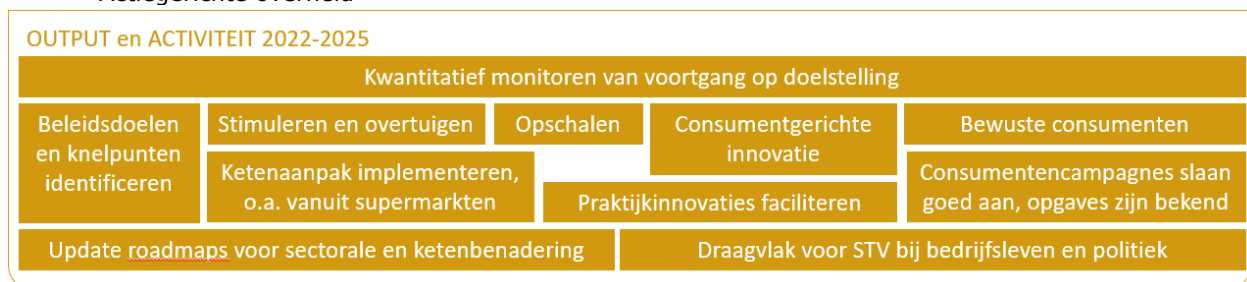 Actiegerichte overheid
OUTPUT en ACTIVITEIT 2022-2025
Kwantitatief monitoren van voortgang op doelstelling
Beleidsdoelen
en knelpunten
identificeren
Stimuleren en overtuigen
Opschalen
Consumentgerichte
innovatie
Bewuste consumenten
Ketenaanpak implementeren,
o.a. vanuit supermarkten
Praktijkinnovaties faciliteren
Consumentencampagnes slaan
goed aan, opgaves zijn bekend
Update roadmaps voor sectorale en ketenbenadering
Draagvlak voor STV bij bedrijfsleven en politiek